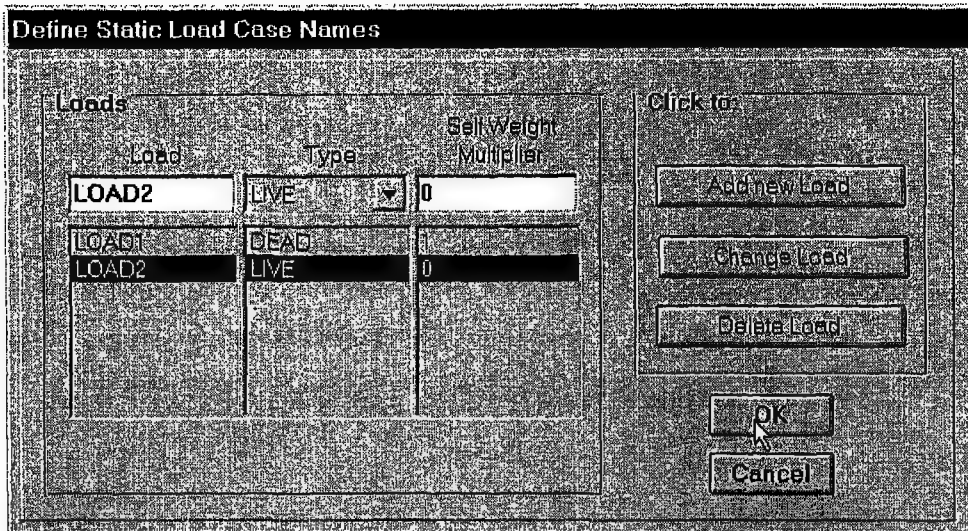 Define Static Load Case Names
Loads
Load
Type
Self Weight
Multiplier
LOAD2
LIVE
0
LOAD1
DEAD
1
LOAD2
LIVE
0
Click to:
Add new Load
Change Load
Delete Load
OK
Cancel